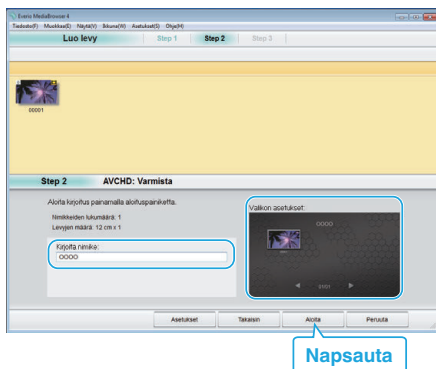 Everio MediaBrowser 4
Tiedosto(F) Muokkaa(E) Näytä(V) Ikkuna(W) Asetukset(S) Ohje(H)
Luo levy Step 1 Step 2 Step 3
00001
Step 2 AVCHD: Varmista
Aloita kirjoitus painamalla aloituspainiketta.
Nimikkeiden lukumäärä: 1
Levyjen määrä: 12 cm x 1
Kirjoita nimike:
OOOO
Valikon asetukset:
OOOO
01/01
Asetukset Takaisin Aloita Peruuta
Napsauta